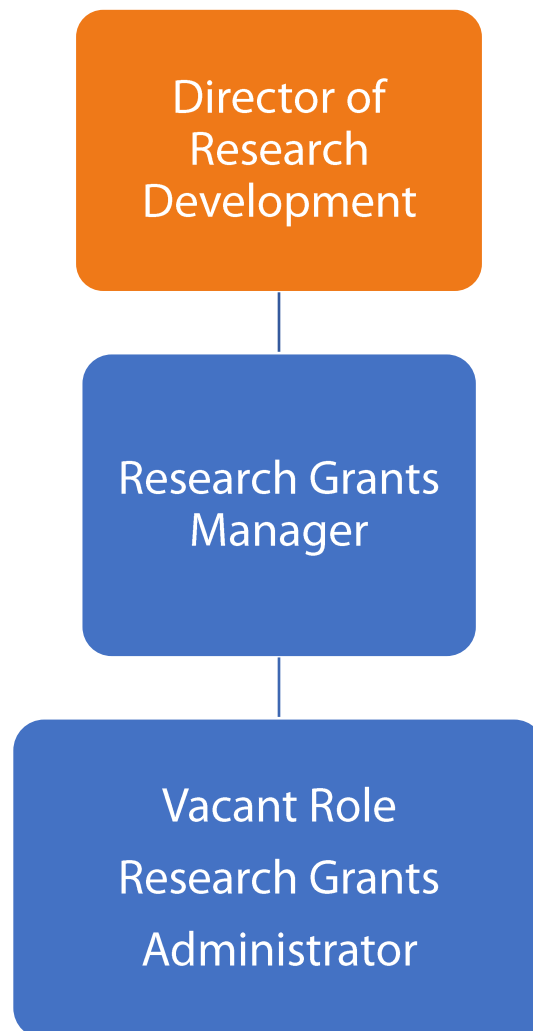 Director of
Research
Development
Research Grants
Manager
Vacant Role
Research Grants
Administrator